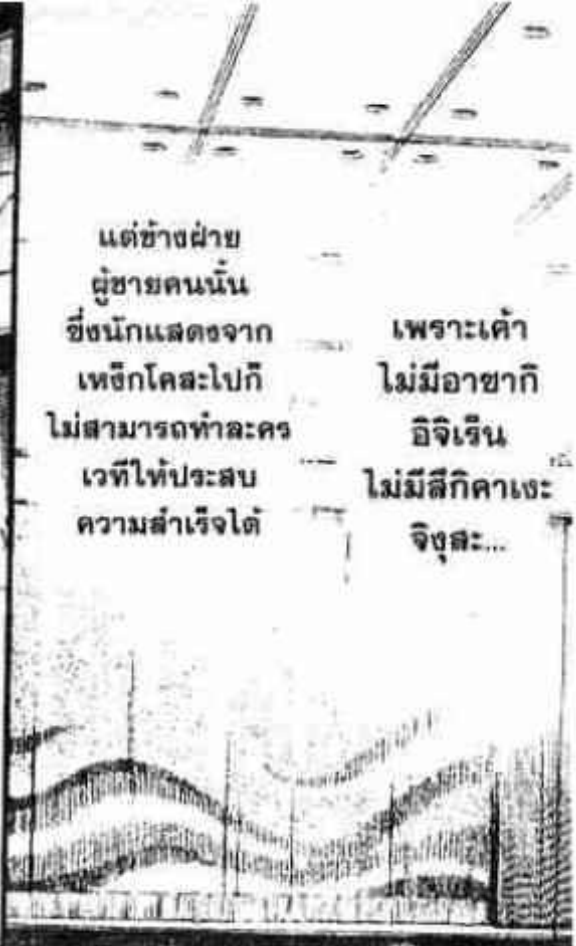 แต่ข้างฝ่าย
ผู้ชายคนนั้น
ชิงนักแสดงจาก
เหง็กโคสะไปก็
ไม่สามารถทำละคร
เวทีให้ประสบ
ความสำเร็จได้
เพราะเค้า
ไม่มีอาซากิ
อิจิเร็น
ไม่มีสึกิคาเงะ
จิงุสะ...